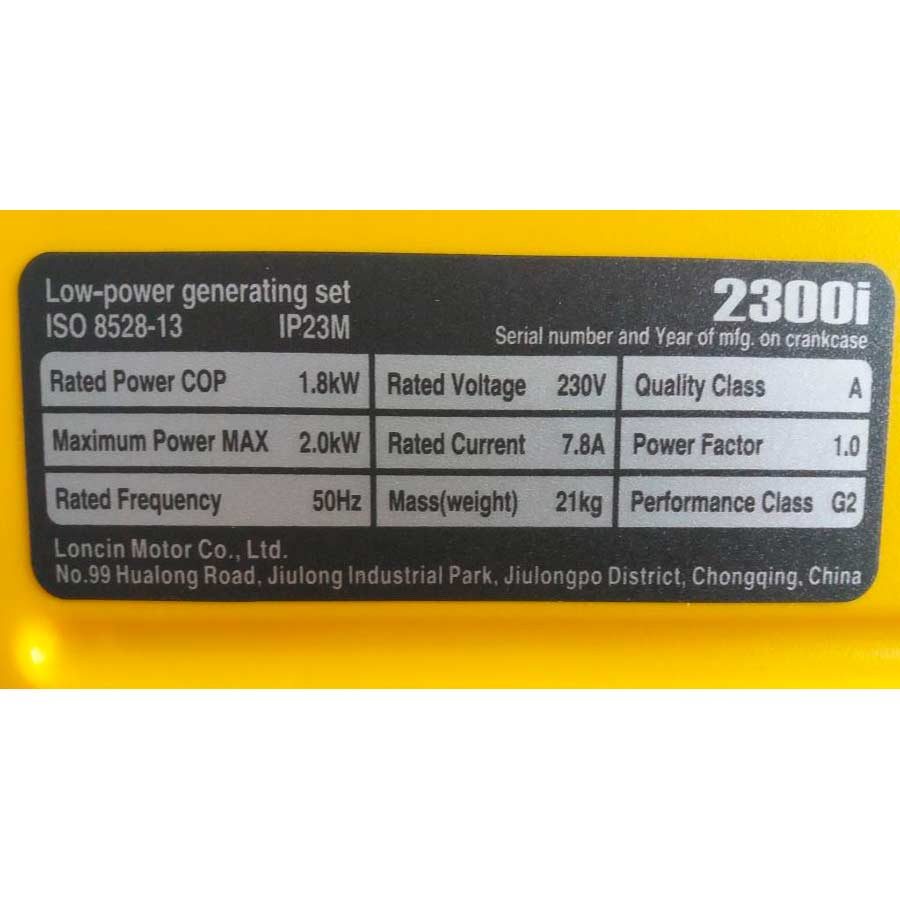 Low-power generating set
2300i
ISO 8528-13 IP23M
Serial number and Year of mfg. on crankcase
Rated Power COP 1.8kW Rated Voltage 230V Quality Class A
Maximum Power MAX 2.0kW Rated Current 7.8A Power Factor 1.0
Rated Frequency 50Hz Mass(weight) 21kg Performance Class G2
Loncin Motor Co., Ltd.
No.99 Hualong Road, Jiulong Industrial Park, Jiulongpo District, Chongqing, China